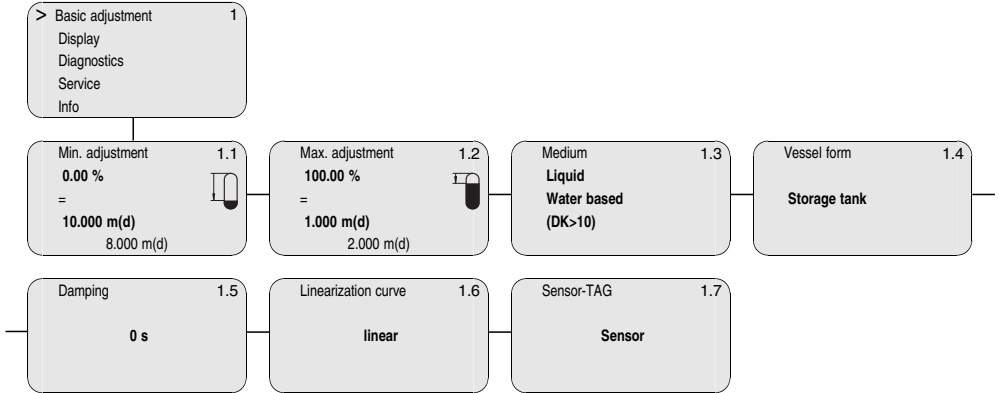 > Basic adjustment 1
Display
Diagnostics
Service
Info
Min. adjustment 1.1
0.00 %
=
10.000 m(d)
8.000 m(d)
Max. adjustment 1.2
100.00 %
=
1.000 m(d)
2.000 m(d)
Medium 1.3
Liquid
Water based
(DK>10)
Vessel form 1.4
Storage tank
Damping 1.5
0 s
Linearization curve 1.6
linear
Sensor-TAG 1.7
Sensor